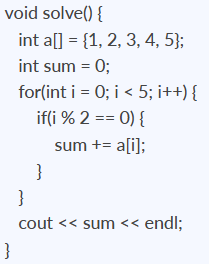 void solve() {
int a[] = {1, 2, 3, 4, 5};
int sum = 0;
for(int i = 0; i < 5; i++) {
if(i % 2 == 0) {
sum += a[i];
}
}
cout << sum << endl;
}